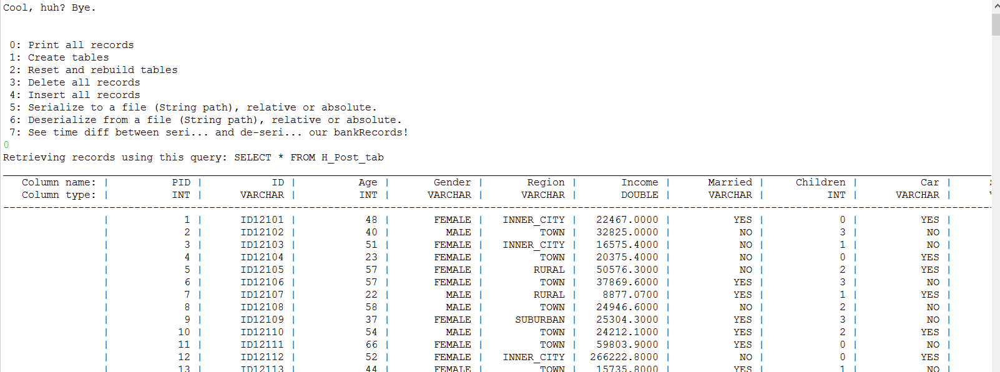 Cool, huh? Bye.
0: Print all records
1: Create tables
2: Reset and rebuild tables
3: Delete all records
4: Insert all records
5: Serialize to a file (String path), relative or absolute.
6: Deserialize from a file (String path), relative or absolute.
7: See time diff between seri... and de-seri... our bankRecords!
0
Retrieving records using this query: SELECT * FROM H_Post_tab
Column name: | PID | ID | Age | Gender | Region | Income | Married | Children | Car |
Column type: | INT | VARCHAR | INT | VARCHAR | VARCHAR | DOUBLE | VARCHAR | INT | VARCHAR |
| 1 | ID12101 | 48 | FEMALE | INNER_CITY | 22467.0000 | YES | 0 | YES |
| 2 | ID12102 | 40 | MALE | TOWN | 32825.0000 | NO | 3 | NO |
| 3 | ID12103 | 51 | FEMALE | INNER_CITY | 16575.4000 | NO | 1 | NO |
| 4 | ID12104 | 23 | FEMALE | TOWN | 20375.4000 | NO | 0 | YES |
| 5 | ID12105 | 57 | FEMALE | RURAL | 50576.3000 | NO | 2 | YES |
| 6 | ID12106 | 57 | FEMALE | TOWN | 37869.6000 | YES | 3 | NO |
| 7 | ID12107 | 22 | MALE | RURAL | 8877.0700 | YES | 1 | YES |
| 8 | ID12108 | 58 | MALE | TOWN | 24946.6000 | NO | 2 | NO |
| 9 | ID12109 | 37 | FEMALE | SUBURBAN | 25304.3000 | YES | 3 | NO |
| 10 | ID12110 | 54 | MALE | TOWN | 24212.1000 | YES | 2 | YES |
| 11 | ID12111 | 66 | FEMALE | TOWN | 59803.9000 | YES | 0 | NO |
| 12 | ID12112 | 52 | FEMALE | INNER_CITY | 266222.8000 | NO | 0 | YES |
| 13 | ID12113 | 44 | FEMALE | TOWN | 15735.8000 | YES | 1 | NO |